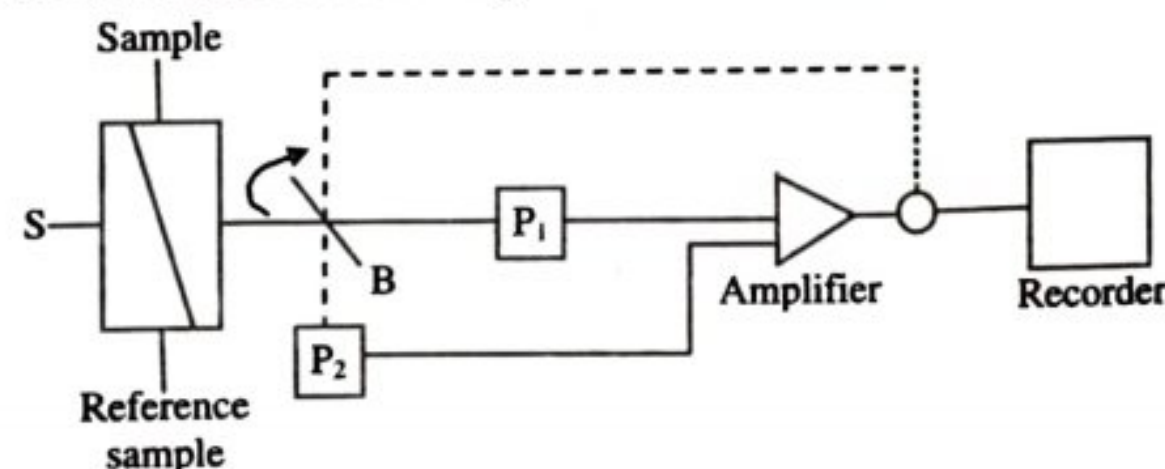 Sample
S
P₁
B
Amplifier
Recorder
P₂
Reference
sample